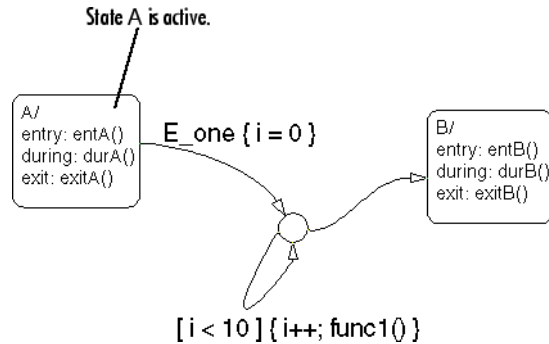 State A is active.
A/
entry: entA()
during: durA()
exit: exitA()
E_one { i = 0 }
B/
entry: entB()
during: durB()
exit: exitB()
[ i < 10 ] { i++; func1() }